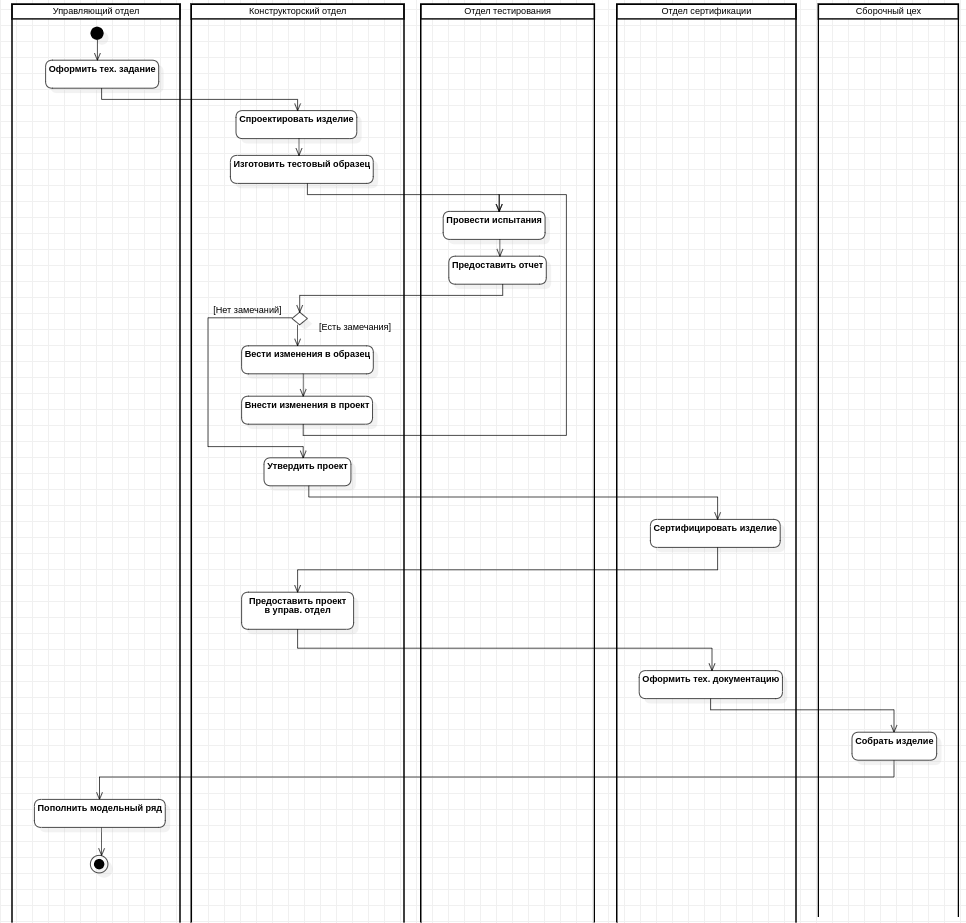 Управляющий отдел
Конструкторский отдел
Отдел тестирования
Отдел сертификации
Сборочный цех
Оформить тех. задание
Спроектировать изделие
Изготовить тестовый образец
Провести испытания
Предоставить отчет
[Нет замечаний]
[Есть замечания]
Вести изменения в образец
Внести изменения в проект
Утвердить проект
Сертифицировать изделие
Предоставить проект
в управ. отдел
Оформить тех. документацию
Собрать изделие
Пополнить модельный ряд